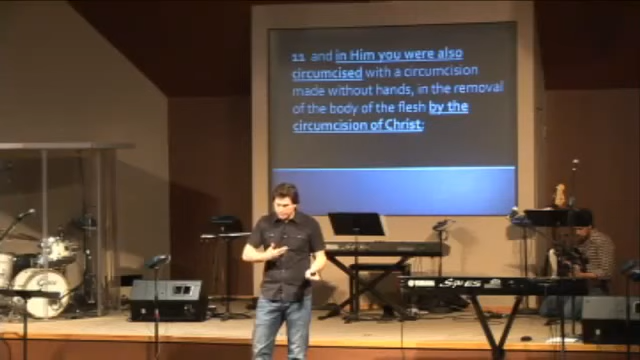 11 and in Him you were also
circumcised with a circumcision
made without hands, in the removal
of the body of the flesh by the
circumcision of Christ;
YAMAHA